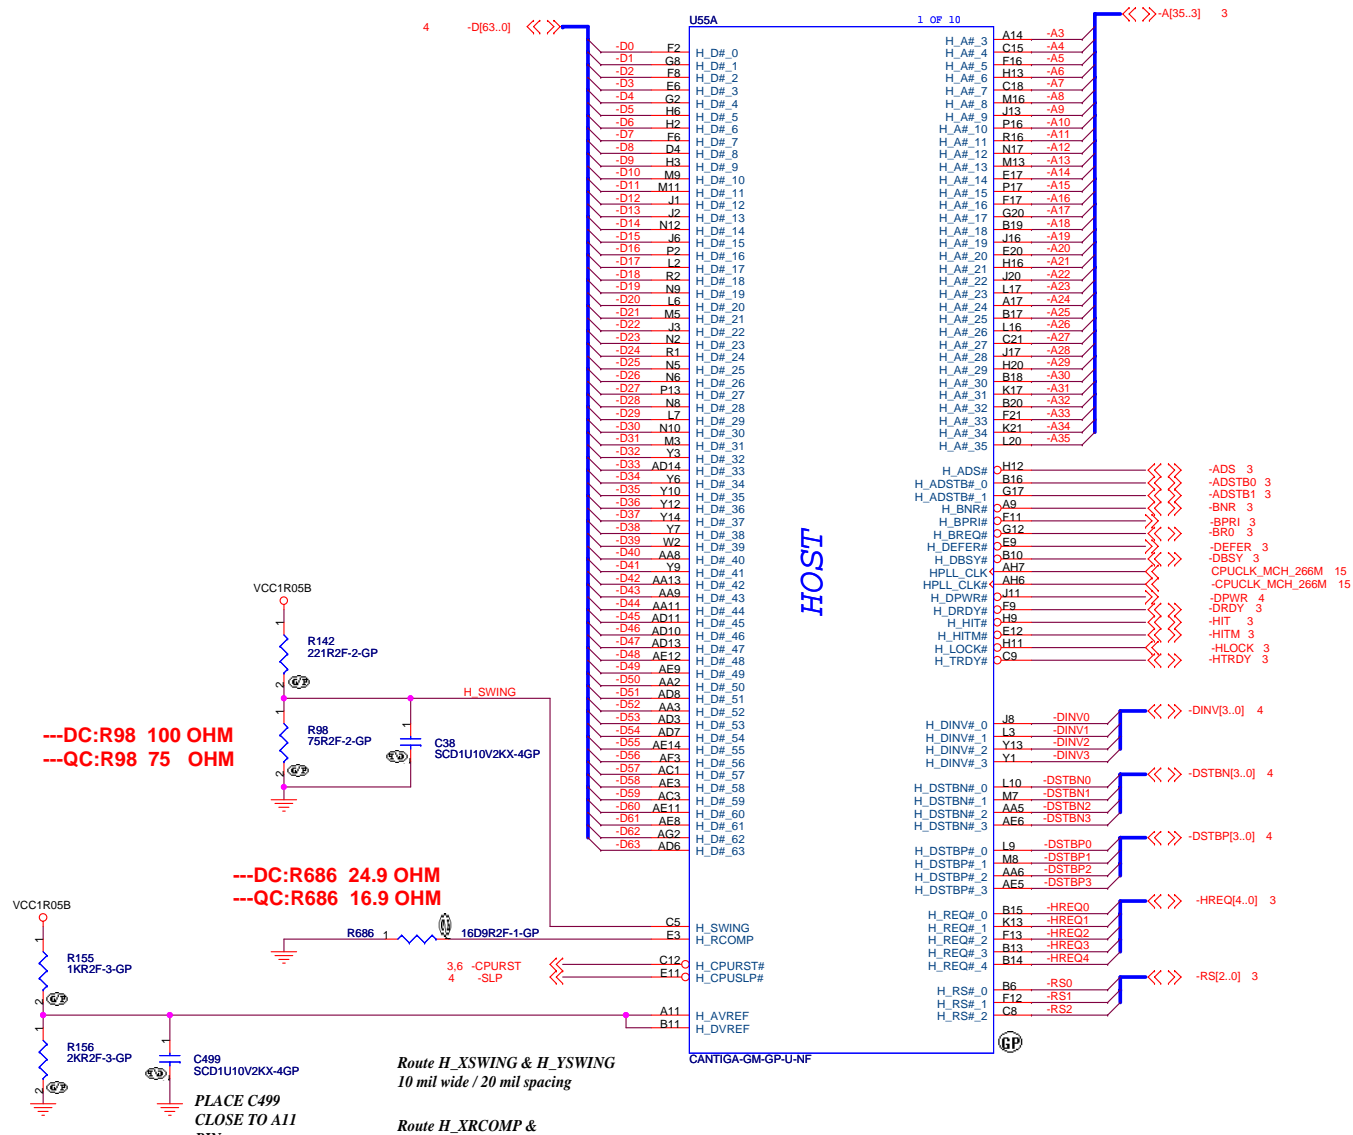 4 -D[63..0]
U55A 1 OF 10
-A[35..3] 3
-D0 F2 H_D#_0
-D1 G8 H_D#_1
-D2 F8 H_D#_2
-D3 E6 H_D#_3
-D4 G2 H_D#_4
-D5 H6 H_D#_5
-D6 H2 H_D#_6
-D7 F6 H_D#_7
-D8 D4 H_D#_8
-D9 H3 H_D#_9
-D10 M9 H_D#_10
-D11 M11 H_D#_11
-D12 J1 H_D#_12
-D13 J2 H_D#_13
-D14 N12 H_D#_14
-D15 J6 H_D#_15
-D16 P2 H_D#_16
-D17 L2 H_D#_17
-D18 R2 H_D#_18
-D19 N9 H_D#_19
-D20 L6 H_D#_20
-D21 M5 H_D#_21
-D22 J3 H_D#_22
-D23 N2 H_D#_23
-D24 R1 H_D#_24
-D25 N5 H_D#_25
-D26 N6 H_D#_26
-D27 P13 H_D#_27
-D28 N8 H_D#_28
-D29 L7 H_D#_29
-D30 N10 H_D#_30
-D31 M3 H_D#_31
-D32 Y3 H_D#_32
-D33 AD14 H_D#_33
-D34 Y6 H_D#_34
-D35 Y10 H_D#_35
-D36 Y12 H_D#_36
-D37 Y14 H_D#_37
-D38 Y7 H_D#_38
-D39 W2 H_D#_39
-D40 AA8 H_D#_40
-D41 Y9 H_D#_41
-D42 AA13 H_D#_42
-D43 AA9 H_D#_43
-D44 AA11 H_D#_44
-D45 AD11 H_D#_45
-D46 AD10 H_D#_46
-D47 AD13 H_D#_47
-D48 AE12 H_D#_48
-D49 AE9 H_D#_49
-D50 AA2 H_D#_50
-D51 AD8 H_D#_51
-D52 AA3 H_D#_52
-D53 AD3 H_D#_53
-D54 AD7 H_D#_54
-D55 AE14 H_D#_55
-D56 AF3 H_D#_56
-D57 AC1 H_D#_57
-D58 AE3 H_D#_58
-D59 AC3 H_D#_59
-D60 AE11 H_D#_60
-D61 AE8 H_D#_61
-D62 AG2 H_D#_62
-D63 AD6 H_D#_63
H_A#_3 A14 -A3
H_A#_4 C15 -A4
H_A#_5 F16 -A5
H_A#_6 H13 -A6
H_A#_7 C18 -A7
H_A#_8 M16 -A8
H_A#_9 J13 -A9
H_A#_10 P16 -A10
H_A#_11 R16 -A11
H_A#_12 N17 -A12
H_A#_13 M13 -A13
H_A#_14 E17 -A14
H_A#_15 P17 -A15
H_A#_16 F17 -A16
H_A#_17 G20 -A17
H_A#_18 B19 -A18
H_A#_19 J16 -A19
H_A#_20 E20 -A20
H_A#_21 H16 -A21
H_A#_22 J20 -A22
H_A#_23 L17 -A23
H_A#_24 A17 -A24
H_A#_25 B17 -A25
H_A#_26 L16 -A26
H_A#_27 C21 -A27
H_A#_28 J17 -A28
H_A#_29 H20 -A29
H_A#_30 B18 -A30
H_A#_31 K17 -A31
H_A#_32 B20 -A32
H_A#_33 F21 -A33
H_A#_34 K21 -A34
H_A#_35 L20 -A35
H_ADS# H12 -ADS 3
H_ADSTB#_0 B16 -ADSTB0 3
H_ADSTB#_1 G17 -ADSTB1 3
H_BNR# A9 -BNR 3
H_BPRI# F11 -BPRI 3
H_BREQ# G12 -BR0 3
H_DEFER# E9 -DEFER 3
H_DBSY# B10 -DBSY 3
HPLL_CLK AH7 CPUCLK_MCH_266M 15
HPLL_CLK# AH6 -CPUCLK_MCH_266M 15
H_DPWR# J11 -DPWR 4
H_DRDY# F9 -DRDY 3
H_HIT# H9 -HIT 3
H_HITM# E12 -HITM 3
H_LOCK# H11 -HLOCK 3
H_TRDY# C9 -HTRDY 3
HOST
-DINV[3..0] 4
H_DINV#_0 J8 -DINV0
H_DINV#_1 L3 -DINV1
H_DINV#_2 Y13 -DINV2
H_DINV#_3 Y1 -DINV3
-DSTBN[3..0] 4
H_DSTBN#_0 L10 -DSTBN0
H_DSTBN#_1 M7 -DSTBN1
H_DSTBN#_2 AA5 -DSTBN2
H_DSTBN#_3 AE6 -DSTBN3
-DSTBP[3..0] 4
H_DSTBP#_0 L9 -DSTBP0
H_DSTBP#_1 M8 -DSTBP1
H_DSTBP#_2 AA6 -DSTBP2
H_DSTBP#_3 AE5 -DSTBP3
-HREQ[4..0] 3
H_REQ#_0 B15 -HREQ0
H_REQ#_1 K13 -HREQ1
H_REQ#_2 F13 -HREQ2
H_REQ#_3 B13 -HREQ3
H_REQ#_4 B14 -HREQ4
-RS[2..0] 3
H_RS#_0 B6 -RS0
H_RS#_1 F12 -RS1
H_RS#_2 C8 -RS2
GP
CANTIGA-GM-GP-U-NF
VCC1R05B
1
R142
221R2F-2-GP
2
H_SWING
1
R98
75R2F-2-GP
2
1
C38
SCD1U10V2KX-4GP
---DC:R98 100 OHM
---QC:R98 75 OHM
---DC:R686 24.9 OHM
---QC:R686 16.9 OHM
C5 H_SWING
R686 1 16D9R2F-1-GP E3 H_RCOMP
3,6 -CPURST C12 H_CPURST#
4 -SLP E11 H_CPUSLP#
VCC1R05B
1
R155
1KR2F-3-GP
2
A11 H_AVREF
B11 H_DVREF
1
R156
2KR2F-3-GP
2
1
C499
SCD1U10V2KX-4GP
PLACE C499
CLOSE TO A11
Route H_XSWING & H_YSWING
10 mil wide / 20 mil spacing
Route H_XRCOMP &